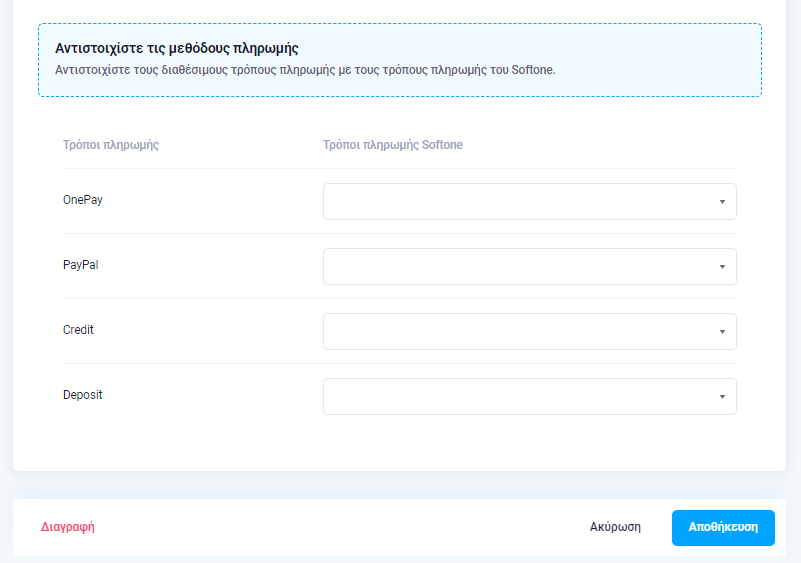 Αντιστοιχίστε τις μεθόδους πληρωμής
Αντιστοιχίστε τους διαθέσιμους τρόπους πληρωμής με τους τρόπους πληρωμής του Softone.
Τρόποι πληρωμής
Τρόποι πληρωμής Softone
OnePay
PayPal
Credit
Deposit
Διαγραφή
Ακύρωση
Αποθήκευση